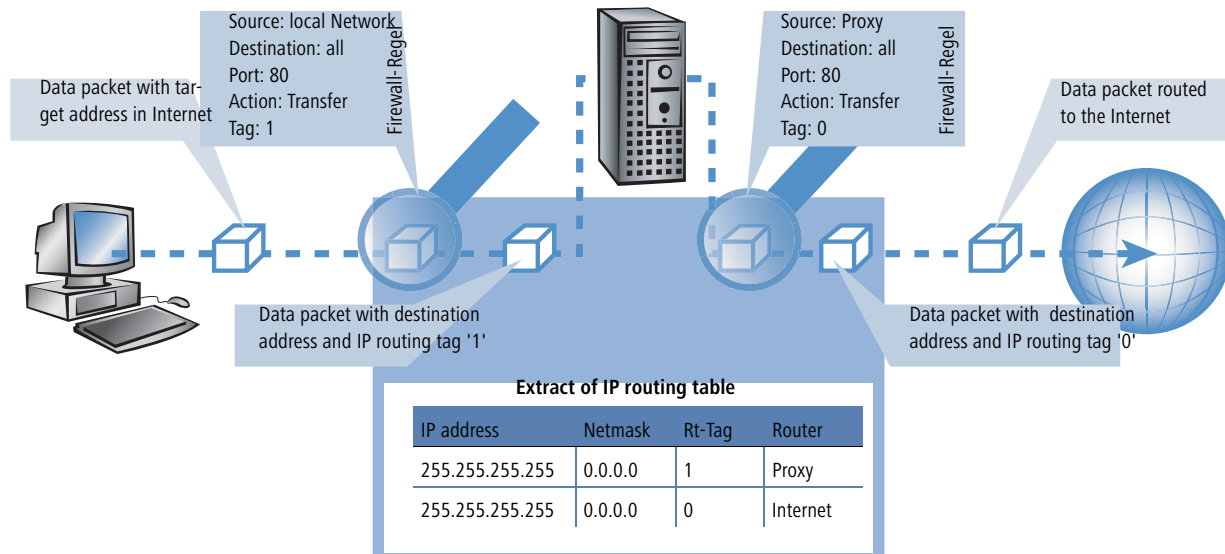 Source: local Network
Destination: all
Port: 80
Action: Transfer
Tag: 1
Firewall-Regel
Source: Proxy
Destination: all
Port: 80
Action: Transfer
Tag: 0
Firewall-Regel
Data packet with tar-
get address in Internet
Data packet routed
to the Internet
Data packet with destination
address and IP routing tag '1'
Data packet with destination
address and IP routing tag '0'
Extract of IP routing table
IP address Netmask Rt-Tag Router
255.255.255.255 0.0.0.0 1 Proxy
255.255.255.255 0.0.0.0 0 Internet